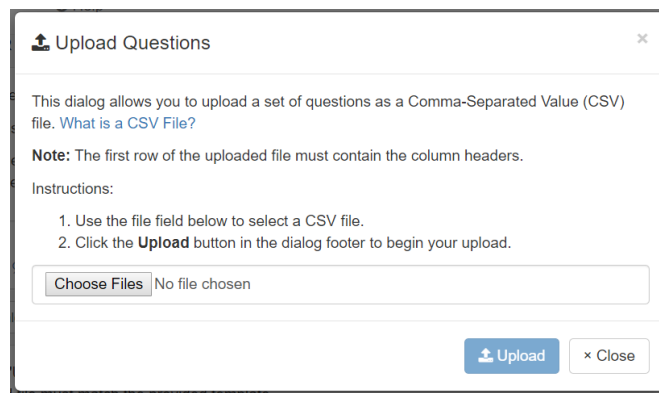 Upload Questions
×
This dialog allows you to upload a set of questions as a Comma-Separated Value (CSV)
file. What is a CSV File?
Note: The first row of the uploaded file must contain the column headers.
Instructions:
1. Use the file field below to select a CSV file.
2. Click the Upload button in the dialog footer to begin your upload.
Choose Files No file chosen
Upload × Close